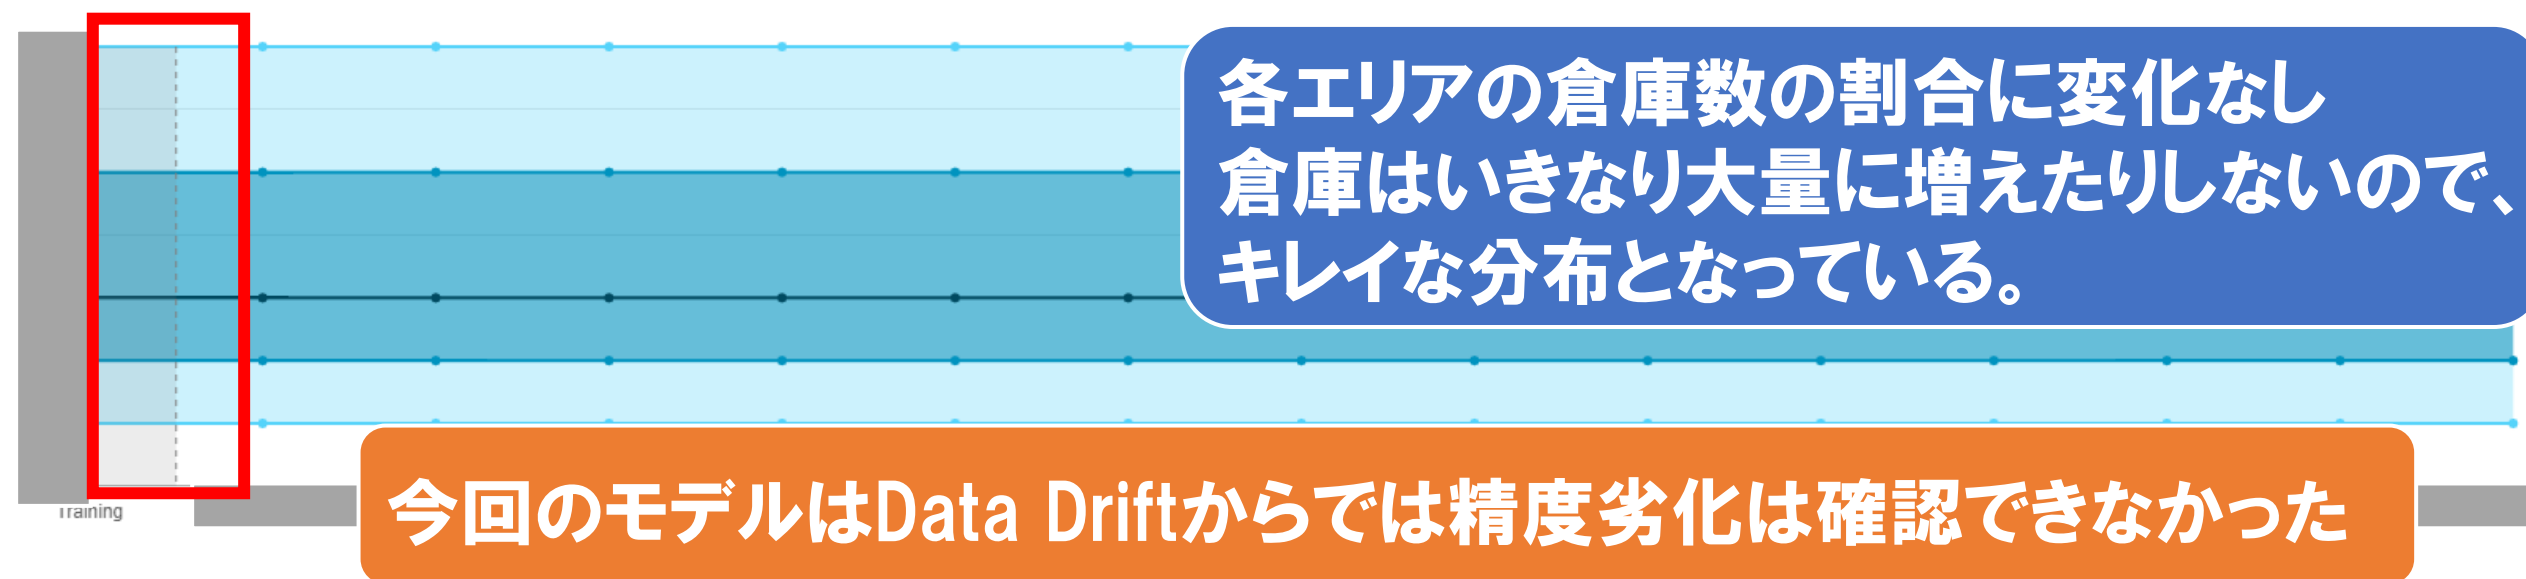 各エリアの倉庫数の割合に変化なし
倉庫はいきなり大量に増えたりしないので、
キレイな分布となっている。
今回のモデルはData Driftからでは精度劣化は確認できなかった
Training